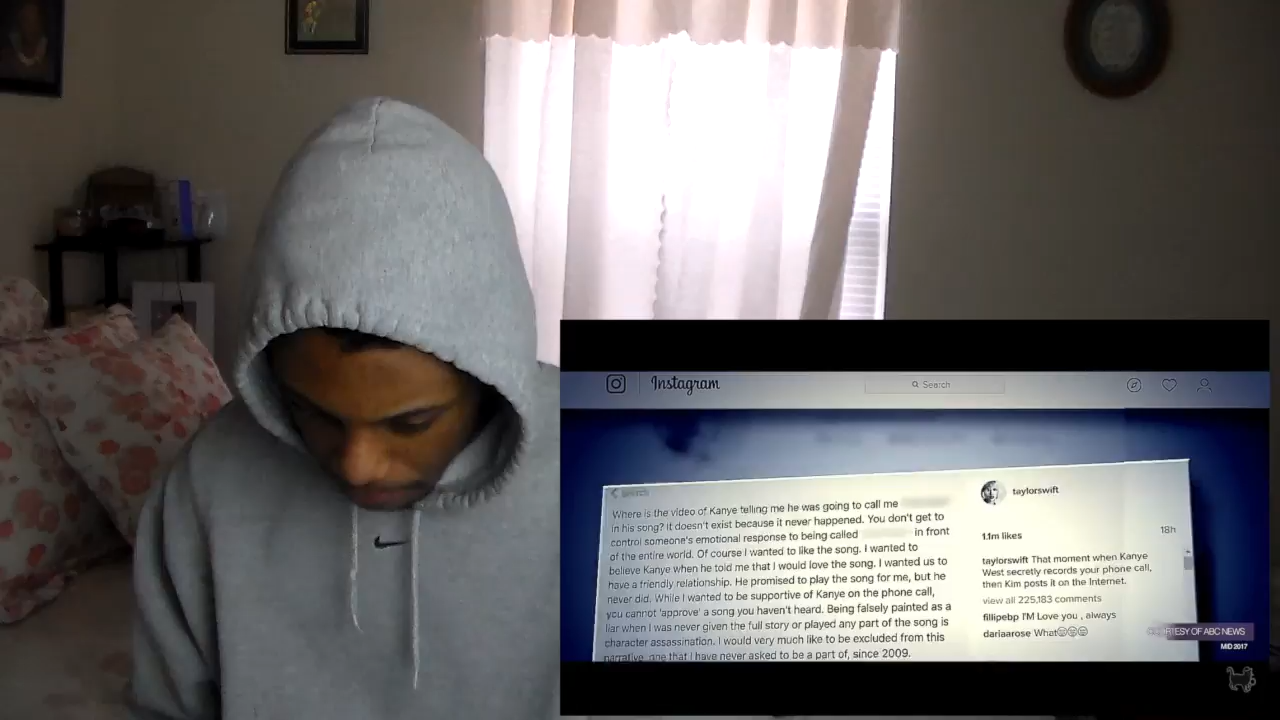 Instagram
Search
Search
Where is the video of Kanye telling me he was going to call me
in his song? It doesn't exist because it never happened. You don't get to
control someone's emotional response to being called in front
of the entire world. Of course I wanted to like the song. I wanted to
believe Kanye when he told me that I would love the song. I wanted us to
have a friendly relationship. He promised to play the song for me, but he
never did. While I wanted to be supportive of Kanye on the phone call,
you cannot 'approve' a song you haven't heard. Being falsely painted as a
liar when I was never given the full story or played any part of the song is
character assassination. I would very much like to be excluded from this
narrative, one that I have never asked to be a part of, since 2009.
taylorswift
1.1m likes
18h
taylorswift That moment when Kanye
West secretly records your phone call,
then Kim posts it on the Internet.
view all 225,183 comments
fillipebp I'M Love you , always
dariaarose What😒😒😒
COURTESY OF ABC NEWS
MID 2017